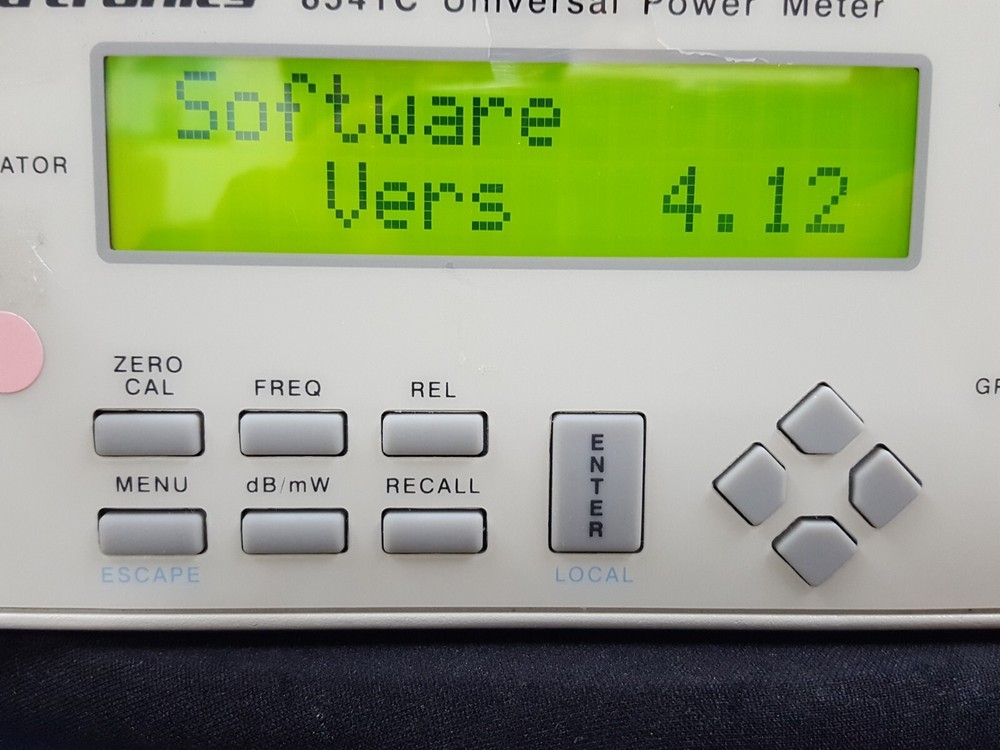 8541C Universal Power Meter
Software
Vers 4.12
ATOR
ZERO
CAL
FREQ
REL
MENU
dB/mW
RECALL
ENTER
ESCAPE
LOCAL